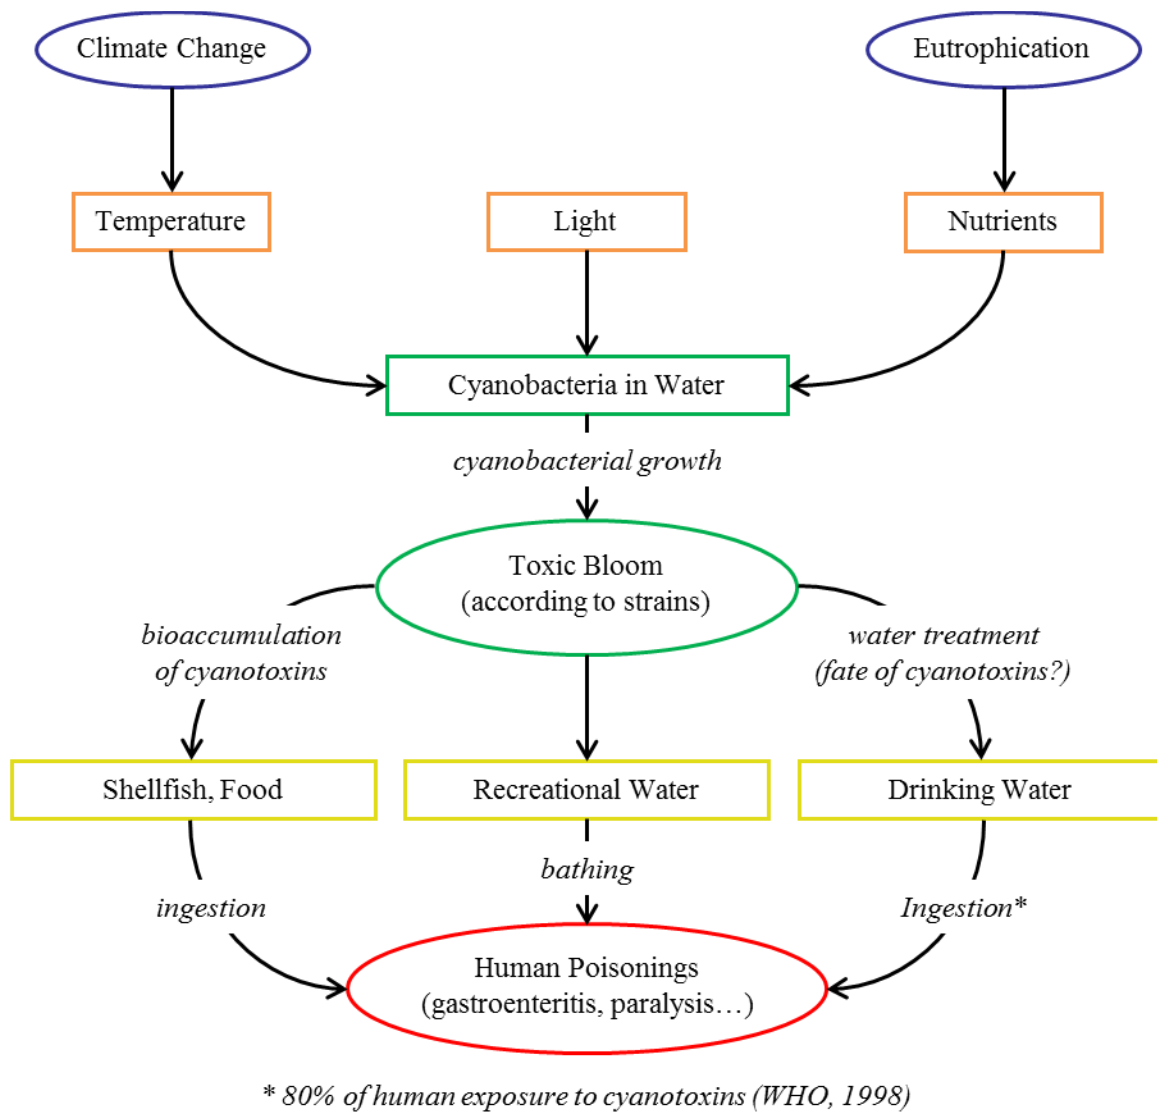 Climate Change
Eutrophication
Temperature
Light
Nutrients
Cyanobacteria in Water
cyanobacterial growth
Toxic Bloom
(according to strains)
bioaccumulation
of cyanotoxins
water treatment
(fate of cyanotoxins?)
Shellfish, Food
Recreational Water
Drinking Water
bathing
ingestion
Ingestion*
Human Poisonings
(gastroenteritis, paralysis…)
* 80% of human exposure to cyanotoxins (WHO, 1998)